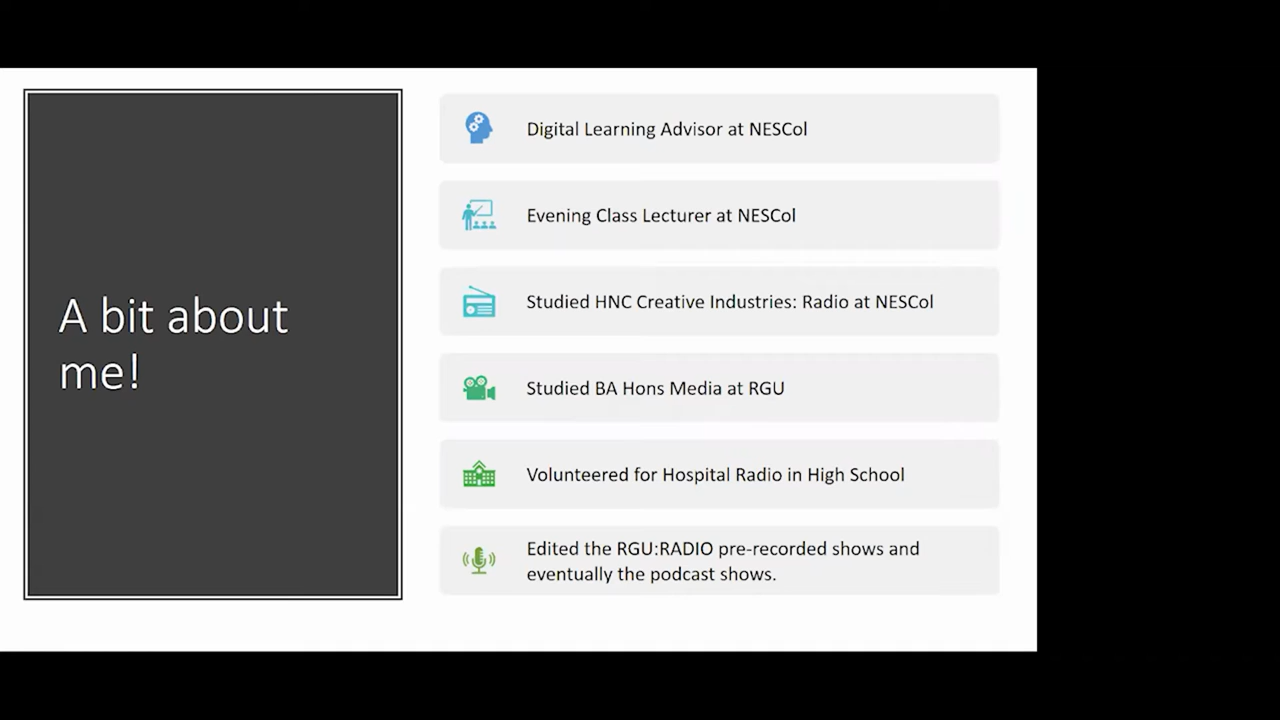 A bit about
me!
Digital Learning Advisor at NESCol
Evening Class Lecturer at NESCol
Studied HNC Creative Industries: Radio at NESCol
Studied BA Hons Media at RGU
Volunteered for Hospital Radio in High School
Edited the RGU:RADIO pre-recorded shows and
eventually the podcast shows.